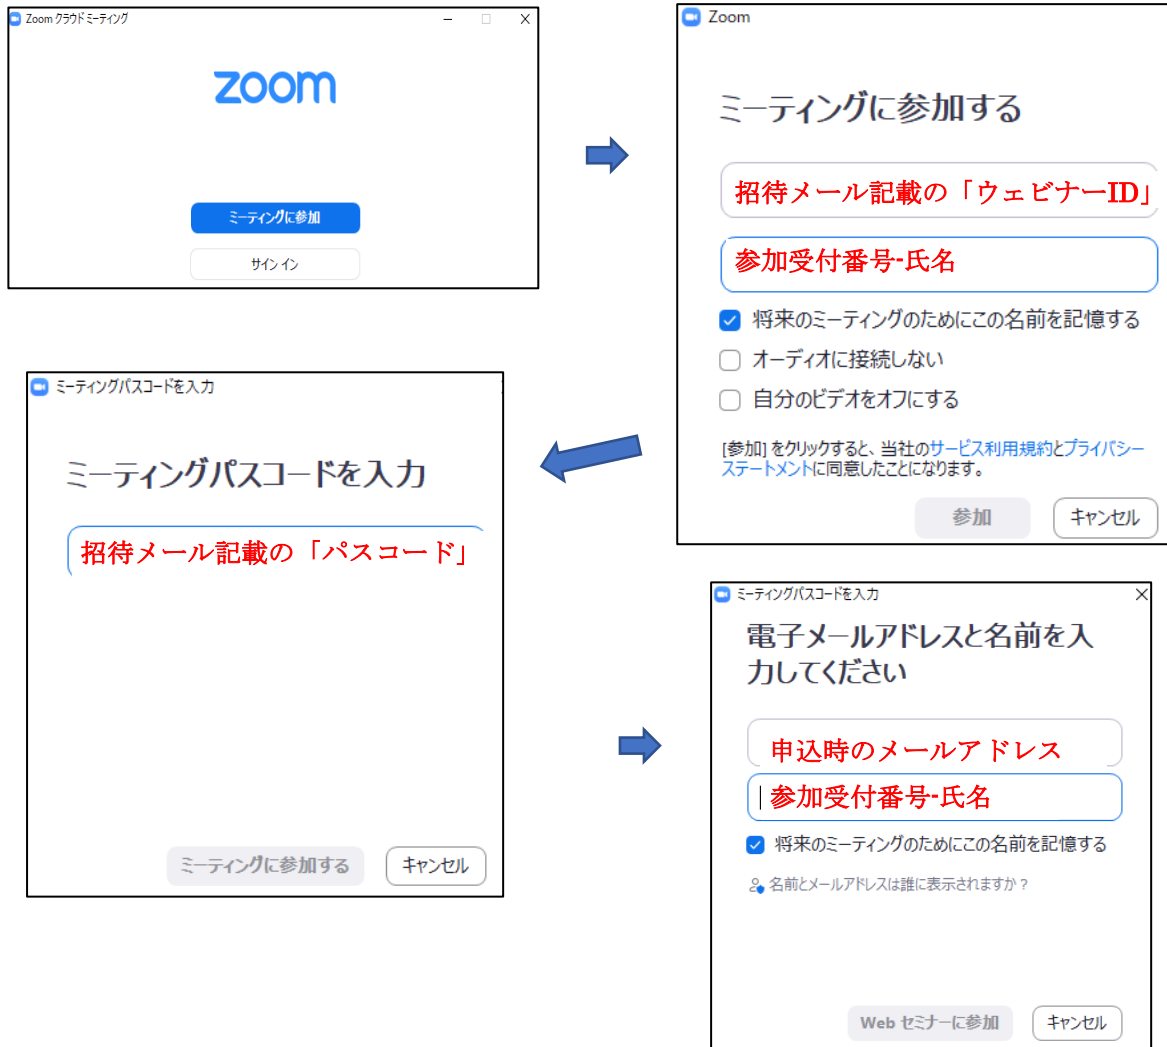 Zoom クラウド ミーティング
zoom
ミーティングに参加
サイン イン
Zoom
ミーティングに参加する
招待メール記載の「ウェビナーID」
参加受付番号-氏名
将来のミーティングのためにこの名前を記憶する
オーディオに接続しない
自分のビデオをオフにする
[参加] をクリックすると、当社のサービス利用規約とプライバシー
ステートメントに同意したことになります。
参加
キャンセル
ミーティングパスコードを入力
ミーティングパスコードを入力
招待メール記載の「パスコード」
ミーティングに参加する
キャンセル
ミーティングパスコードを入力
電子メールアドレスと名前を入
力してください
申込時のメールアドレス
参加受付番号-氏名
将来のミーティングのためにこの名前を記憶する
名前とメールアドレスは誰に表示されますか？
Web セミナーに参加
キャンセル